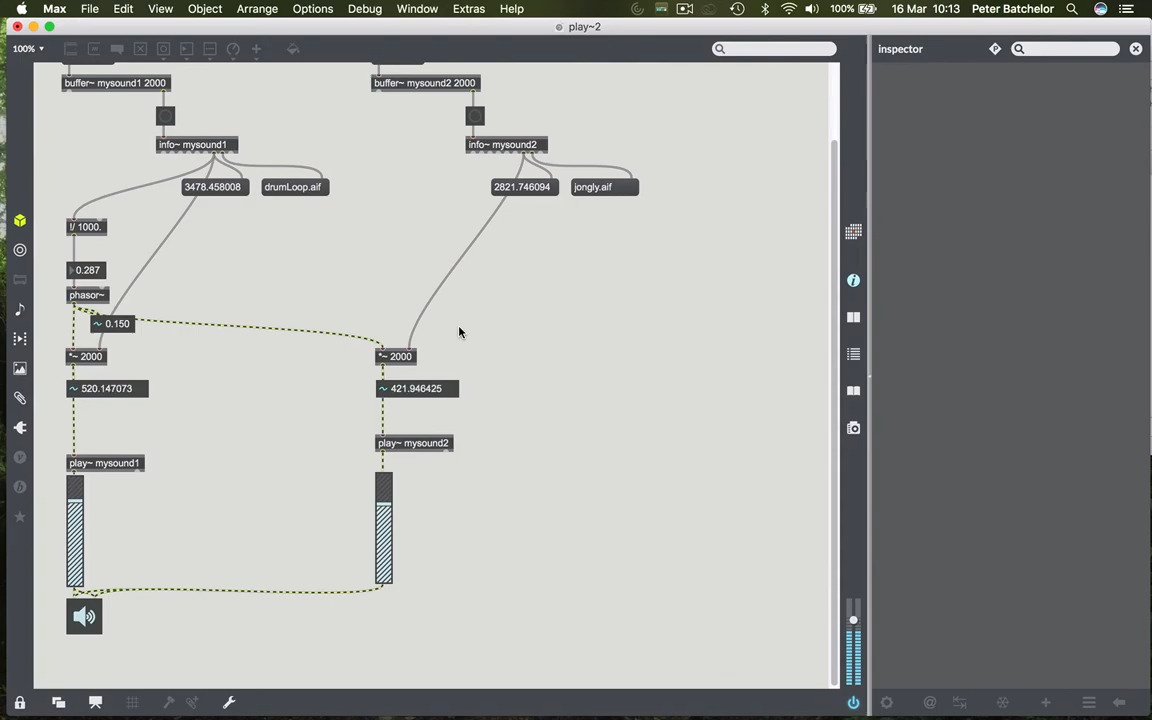 Max File Edit View Object Arrange Options Debug Window Extras Help 100% 16 Mar 10:13 Peter Batchelor
play~2
100%
inspector
buffer~ mysound1 2000
buffer~ mysound2 2000
info~ mysound1
info~ mysound2
3478.458008
drumLoop.aif
2821.746094
jongly.aif
!/ 1000.
0.287
phasor~
~ 0.150
*~ 2000
*~ 2000
~ 520.147073
~ 421.946425
play~ mysound2
play~ mysound1